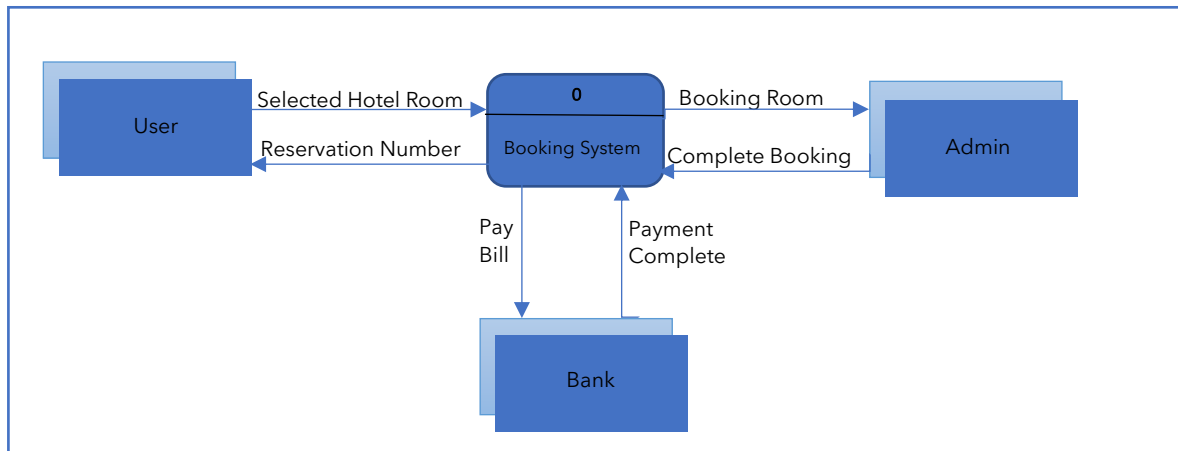 0
Selected Hotel Room
Booking Room
User
Reservation Number
Booking System
Complete Booking
Admin
Pay
Bill
Payment
Complete
Bank